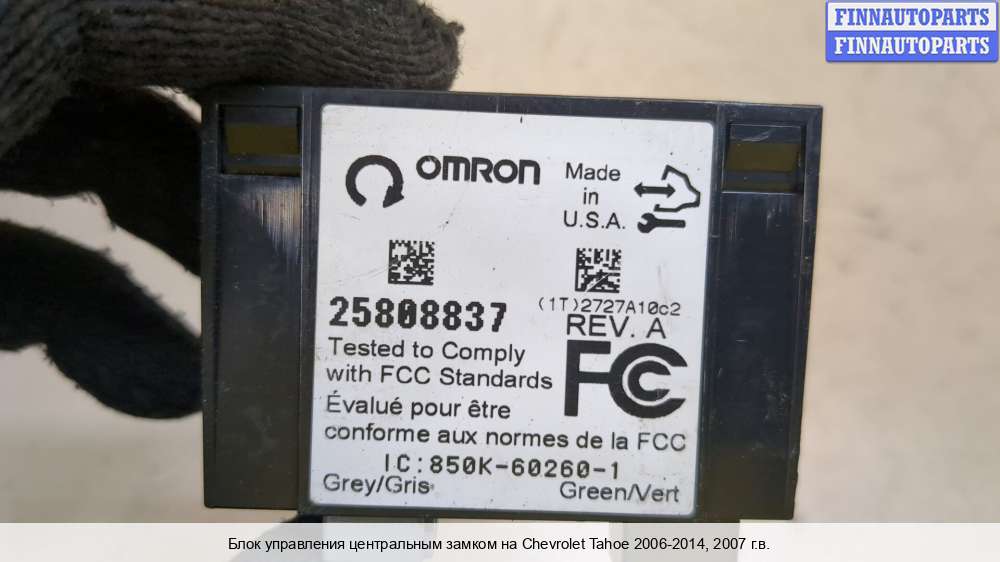 FINNAUTOPARTS
FINNAUTOPARTS
OMRON
Made
in
U.S.A.
25808837
(1T)2727A10c2
REV. A
Tested to Comply
with FCC Standards
FC
Évalué pour être
conforme aux normes de la FCC
IC:850K-60260-1
Grey/Gris
Green/Vert
Блок управления центральным замком на Chevrolet Tahoe 2006-2014, 2007 г.в.